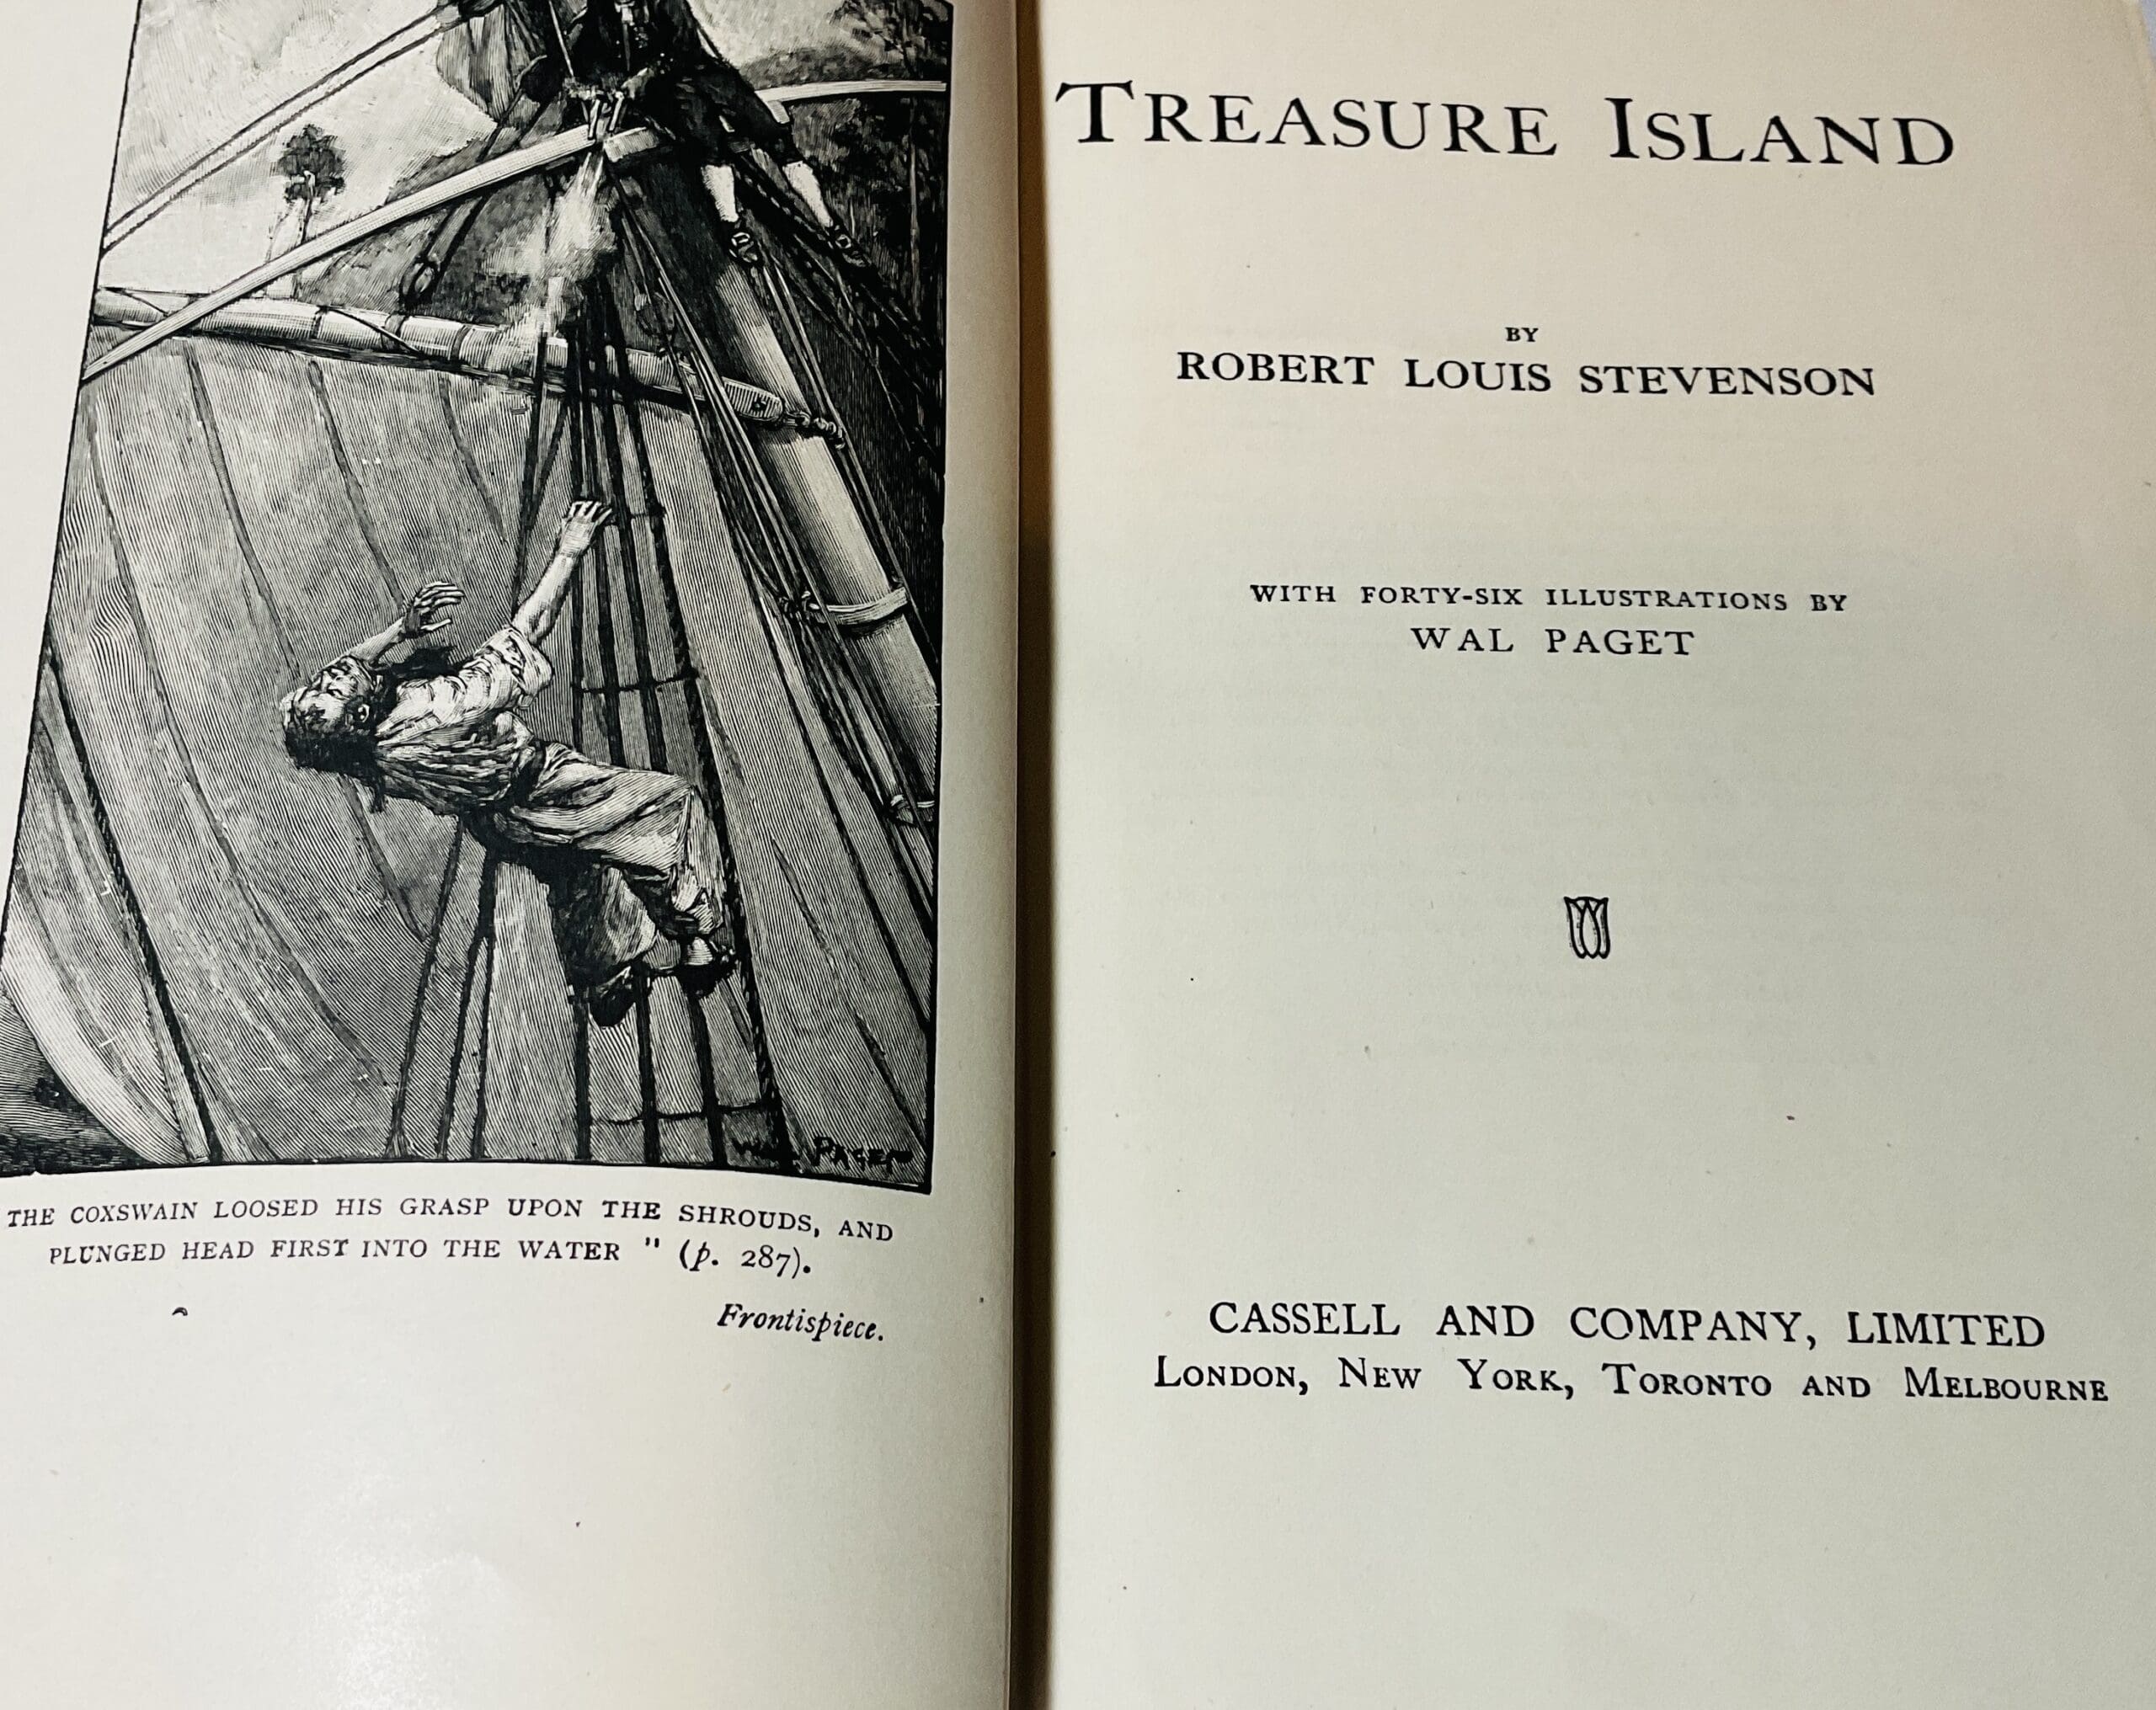 WAL PAGET
THE COXSWAIN LOOSED HIS GRASP UPON THE SHROUDS, AND
PLUNGED HEAD FIRST INTO THE WATER " (p. 287).
Frontispiece.
TREASURE ISLAND
BY
ROBERT LOUIS STEVENSON
WITH FORTY-SIX ILLUSTRATIONS BY
WAL PAGET
CASSELL AND COMPANY, LIMITED
LONDON, NEW YORK, TORONTO AND MELBOURNE